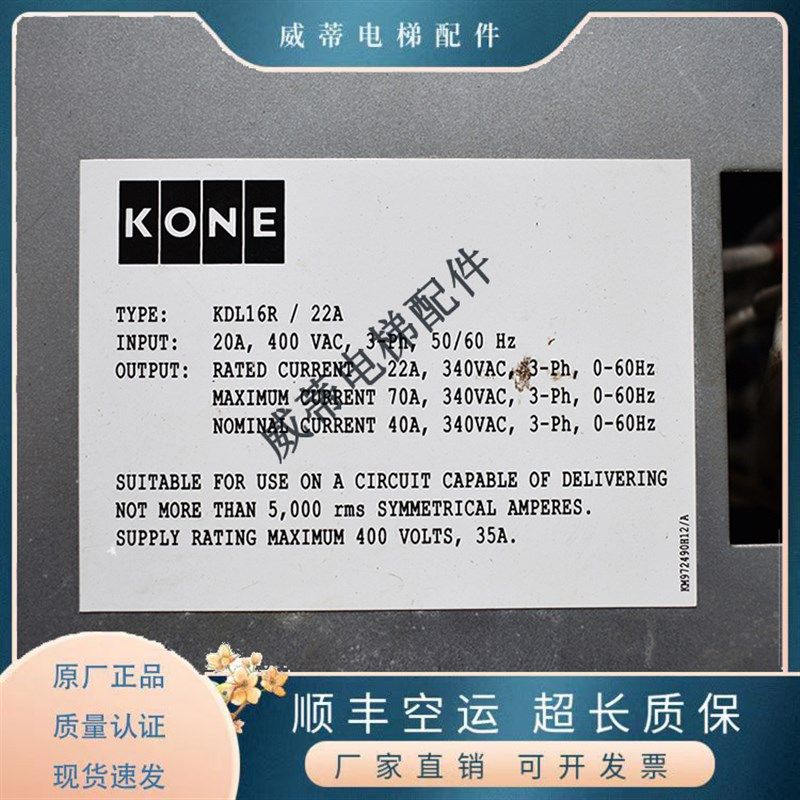 威蒂电梯配件
KONE
TYPE: KDL16R / 22A
INPUT: 20A, 400 VAC, 3-Ph, 50/60 Hz
OUTPUT: RATED CURRENT 22A, 340VAC, 3-Ph, 0-60Hz
MAXIMUM CURRENT 70A, 340VAC, 3-Ph, 0-60Hz
NOMINAL CURRENT 40A, 340VAC, 3-Ph, 0-60Hz
威蒂电梯配件
SUITABLE FOR USE ON A CIRCUIT CAPABLE OF DELIVERING
NOT MORE THAN 5,000 rms SYMMETRICAL AMPERES.
SUPPLY RATING MAXIMUM 400 VOLTS, 35A.
KM972490H12/A
原厂正品
质量认证
现货速发
顺丰空运 超长质保
厂家直销 可开发票